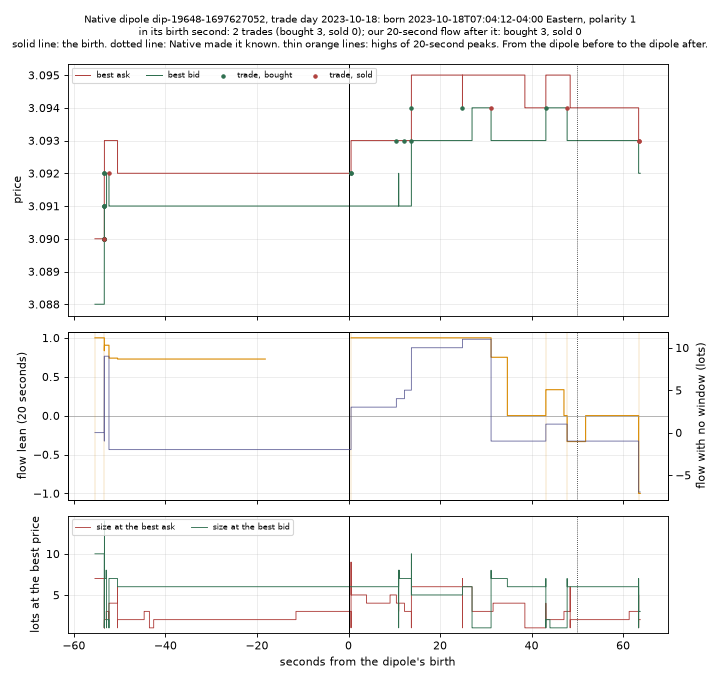 Native dipole dip-19648-1697627052, trade day 2023-10-18: born 2023-10-18T07:04:12-04:00 Eastern, polarity 1
in its birth second: 2 trades (bought 3, sold 0); our 20-second flow after it: bought 3, sold 0
solid line: the birth. dotted line: Native made it known. thin orange lines: highs of 20-second peaks. From the dipole before to the dipole after.
best ask
best bid
trade, bought
trade, sold
3.095
3.094
3.093
3.092
3.091
3.090
3.089
3.088
price
1.0
0.5
0.0
−0.5
−1.0
flow lean (20 seconds)
10
5
0
−5
flow with no window (lots)
size at the best ask
size at the best bid
10
5
lots at the best price
−60
−40
−20
0
20
40
60
seconds from the dipole's birth